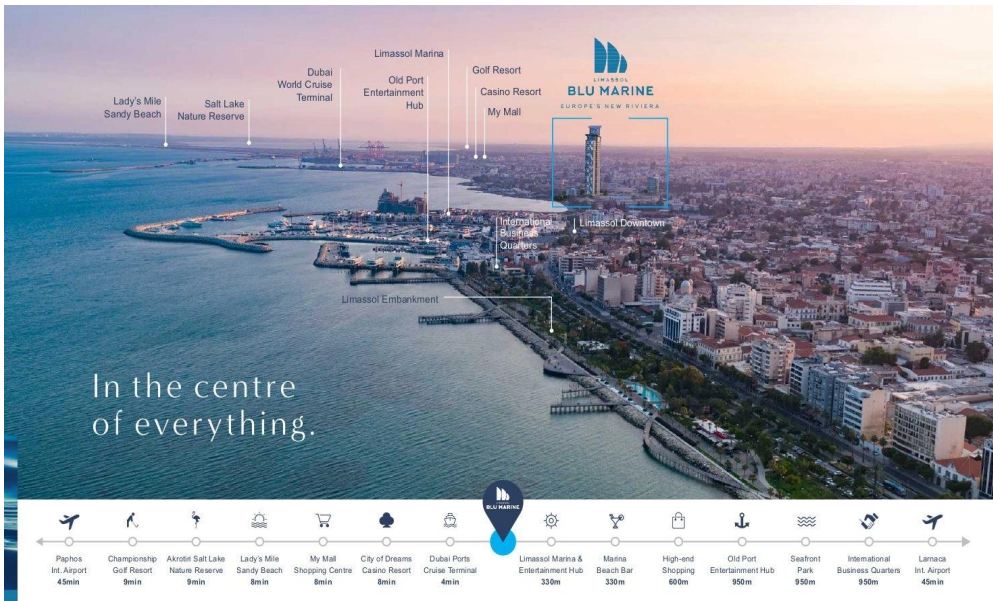 Limassol Marina
Golf Resort
LIMASSOL
BLU MARINE
EUROPE'S NEW RIVIERA
Dubai
World Cruise
Terminal
Old Port
Entertainment
Hub
Casino Resort
My Mall
Lady's Mile
Sandy Beach
Salt Lake
Nature Reserve
International
Business
Quarters
Limassol Downtown
Limassol Embankment
In the centre
of everything.
BLU MARINE
Paphos
Int. Airport
45min
Championship
Golf Resort
9min
Akrotiri Salt Lake
Nature Reserve
9min
Lady's Mile
Sandy Beach
8min
My Mall
Shopping Centre
8min
City of Dreams
Casino Resort
8min
Dubai Ports
Cruise Terminal
4min
Limassol Marina &
Entertainment Hub
330m
Marina
Beach Bar
330m
High-end
Shopping
600m
Old Port
Entertainment Hub
950m
Seafront
Park
950m
International
Business Quarters
950m
Larnaca
Int. Airport
45min